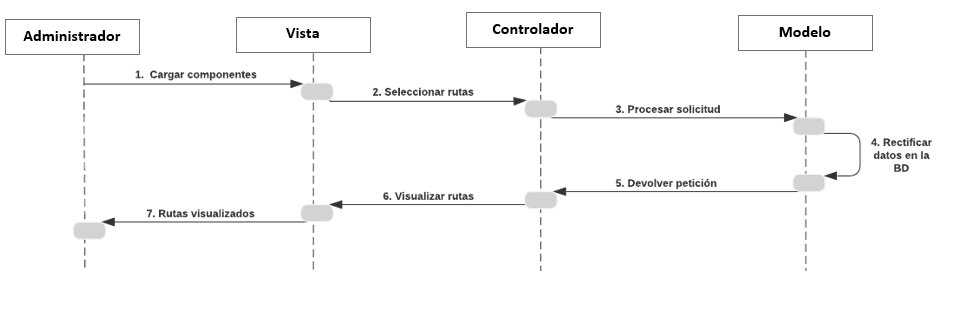 Administrador
Vista
Controlador
Modelo
1. Cargar componentes
2. Seleccionar rutas
3. Procesar solicitud
4. Rectificar
datos en la
BD
5. Devolver petición
6. Visualizar rutas
7. Rutas visualizados